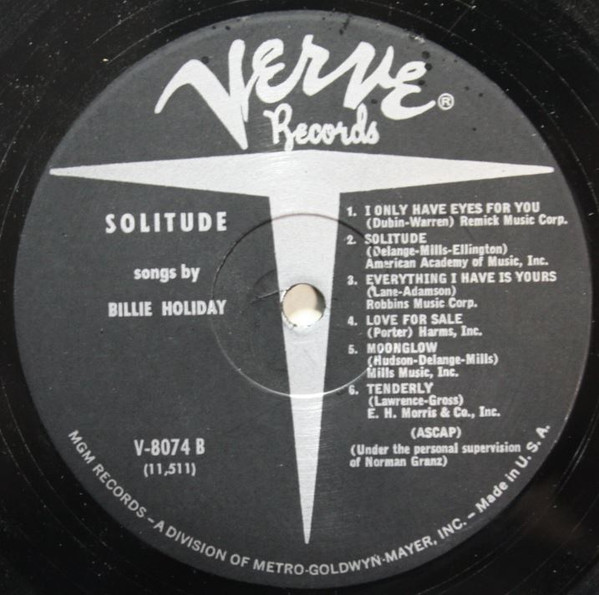 VERVE®
Records
SOLITUDE
songs by
BILLIE HOLIDAY
V-8074 B
(11,511)
1. I ONLY HAVE EYES FOR YOU
(Dubin-Warren) Remick Music Corp.
2. SOLITUDE
(Delange-Mills-Ellington)
American Academy of Music, Inc.
3. EVERYTHING I HAVE IS YOURS
(Lane-Adamson)
Robbins Music Corp.
4. LOVE FOR SALE
(Porter) Harms, Inc.
5. MOONGLOW
(Hudson-Delange-Mills)
Mills Music, Inc.
6. TENDERLY
(Lawrence-Gross)
E. H. Morris & Co., Inc.
(ASCAP)
(Under the personal supervision
of Norman Granz)
MGM RECORDS – A DIVISION OF METRO-GOLDWYN-MAYER, INC. – Made in U. S. A.